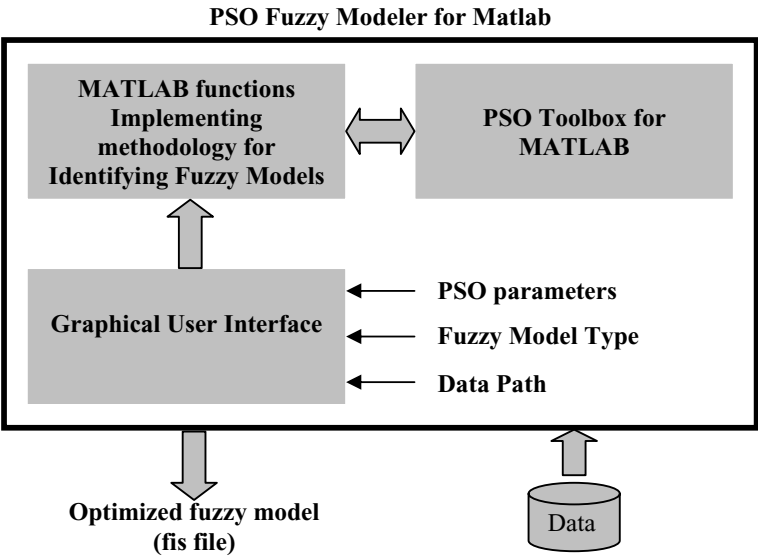 PSO Fuzzy Modeler for Matlab
MATLAB functions
Implementing
methodology for
Identifying Fuzzy Models
PSO Toolbox for
MATLAB
Graphical User Interface
PSO parameters
Fuzzy Model Type
Data Path
Optimized fuzzy model
(fis file)
Data